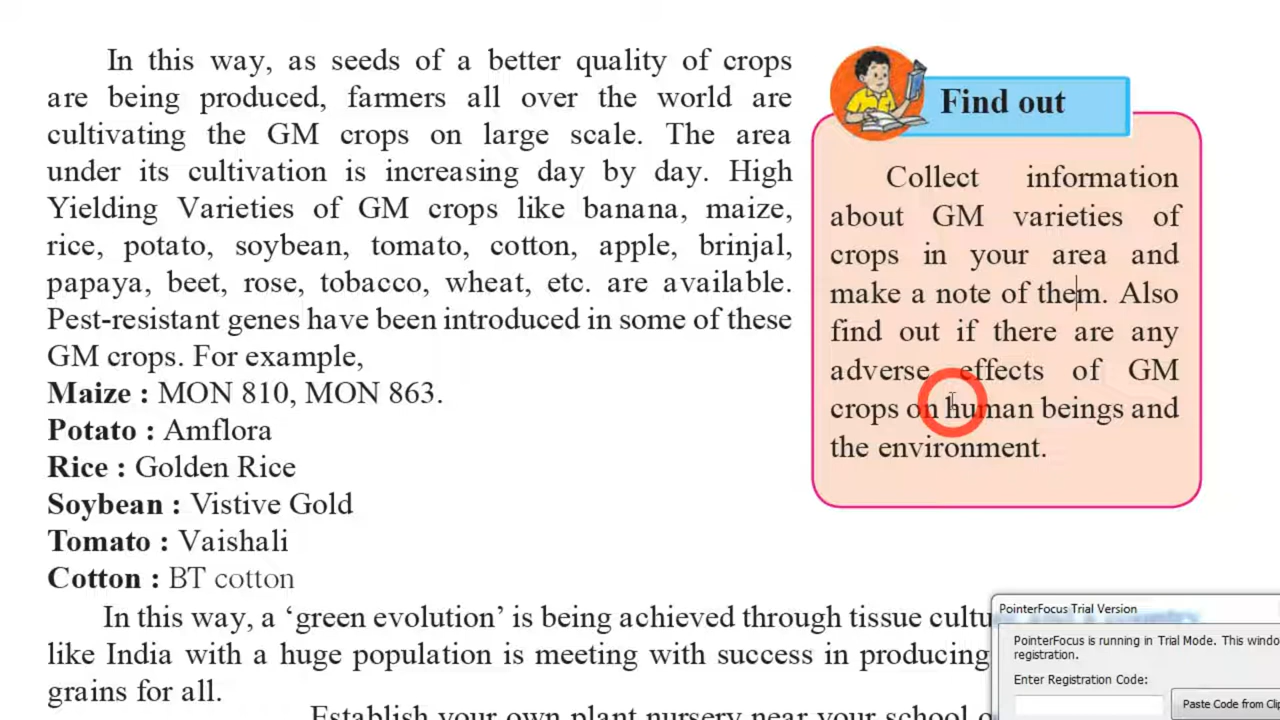 In this way, as seeds of a better quality of crops
are being produced, farmers all over the world are
cultivating the GM crops on large scale. The area
under its cultivation is increasing day by day. High
Yielding Varieties of GM crops like banana, maize,
rice, potato, soybean, tomato, cotton, apple, brinjal,
papaya, beet, rose, tobacco, wheat, etc. are available.
Pest-resistant genes have been introduced in some of these
GM crops. For example,
Maize : MON 810, MON 863.
Potato : Amflora
Rice : Golden Rice
Soybean : Vistive Gold
Tomato : Vaishali
Cotton : BT cotton
In this way, a ‘green evolution’ is being achieved through tissue
like India with a huge population is meeting with success in producing
grains for all.
Establish your own plant nursery near your school
Find out
Collect information
about GM varieties of
crops in your area and
make a note of them. Also
find out if there are any
adverse effects of GM
crops on human beings and
the environment.
PointerFocus Trial Version
PointerFocus is running in Trial Mode. This
registration.
Enter Registration Code:
Paste Code from